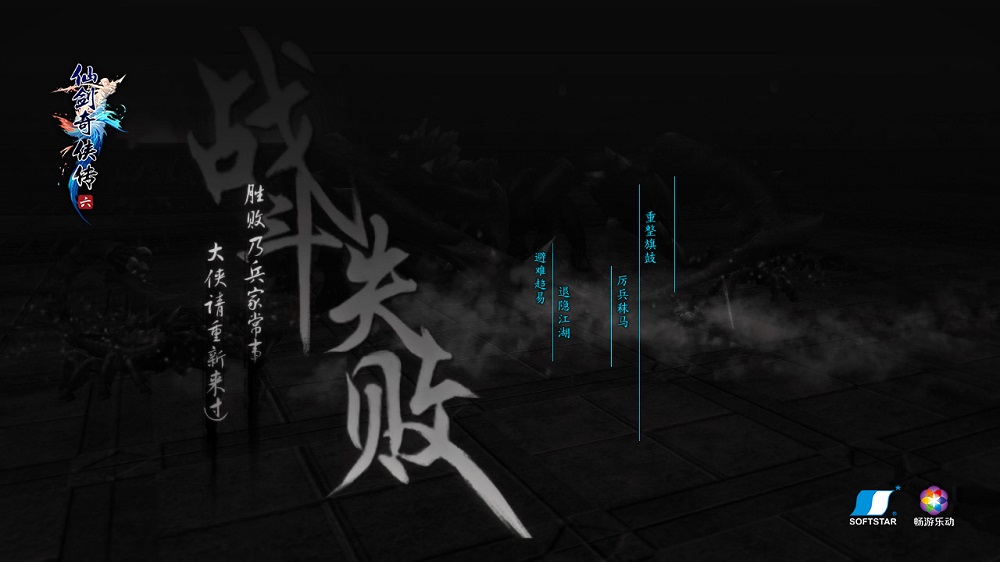 仙剑奇侠传
六
战斗失败
胜败乃兵家常事
大侠请重新来过
重整旗鼓
厉兵秣马
退隐江湖
避难趋易
SOFTSTAR
畅游乐动